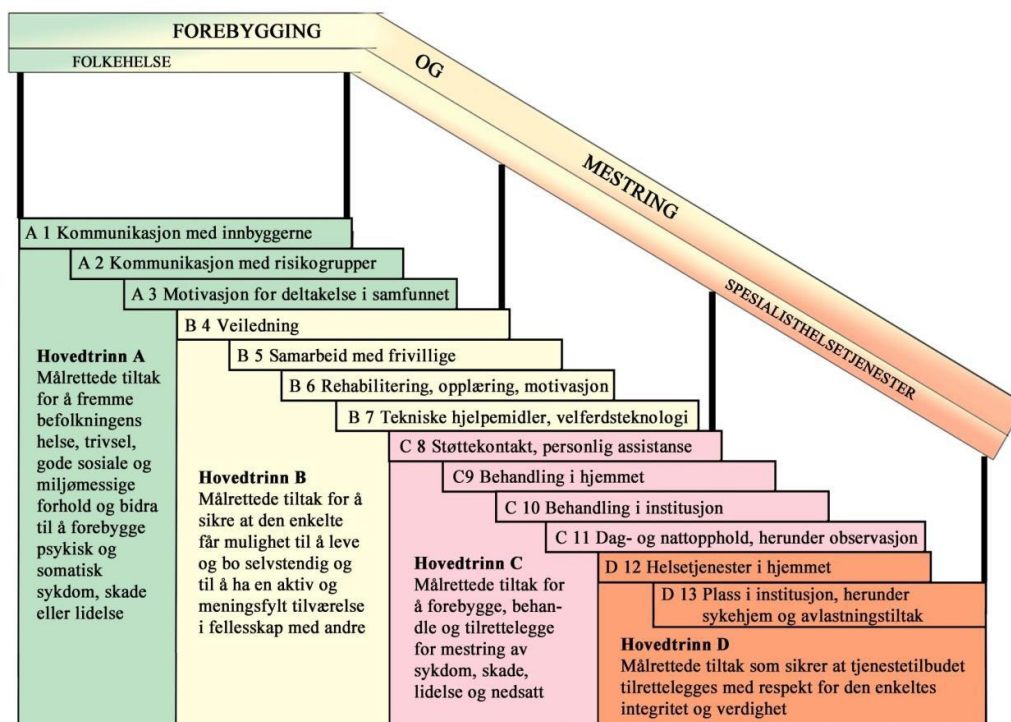 FOREBYGGING
OG
MESTRING
FOLKEHELSE
SPESIALISTHELSETJENESTER
A 1 Kommunikasjon med innbyggerne
A 2 Kommunikasjon med risikogrupper
A 3 Motivasjon for deltakelse i samfunnet
B 4 Veiledning
B 5 Samarbeid med frivillige
B 6 Rehabilitering, opplæring, motivasjon
B 7 Tekniske hjelpemidler, velferdsteknologi
C 8 Støttekontakt, personlig assistanse
C9 Behandling i hjemmet
C 10 Behandling i institusjon
C 11 Dag- og nattopphold, herunder observasjon
D 12 Helsetjenester i hjemmet
D 13 Plass i institusjon, herunder
sykehjem og avlastningstiltak
Hovedtrinn A
Målrettede tiltak
for å fremme
befolkningens
helse, trivsel,
gode sosiale og
miljømessige
forhold og bidra
til å forebygge
psykisk og
somatisk
sykdom, skade
eller lidelse
Hovedtrinn B
Målrettede tiltak for å
sikre at den enkelte
får mulighet til å leve
og bo selvstendig og
til å ha en aktiv og
meningsfylt tilværelse
i fellesskap med andre
Hovedtrinn C
Målrettede tiltak for
å forebygge, behan-
dle og tilrettelegge
for mestring av
sykdom, skade,
lidelse og nedsatt
Hovedtrinn D
Målrettede tiltak som sikrer at tjenestetilbudet
tilrettelegges med respekt for den enkeltes
integritet og verdighet